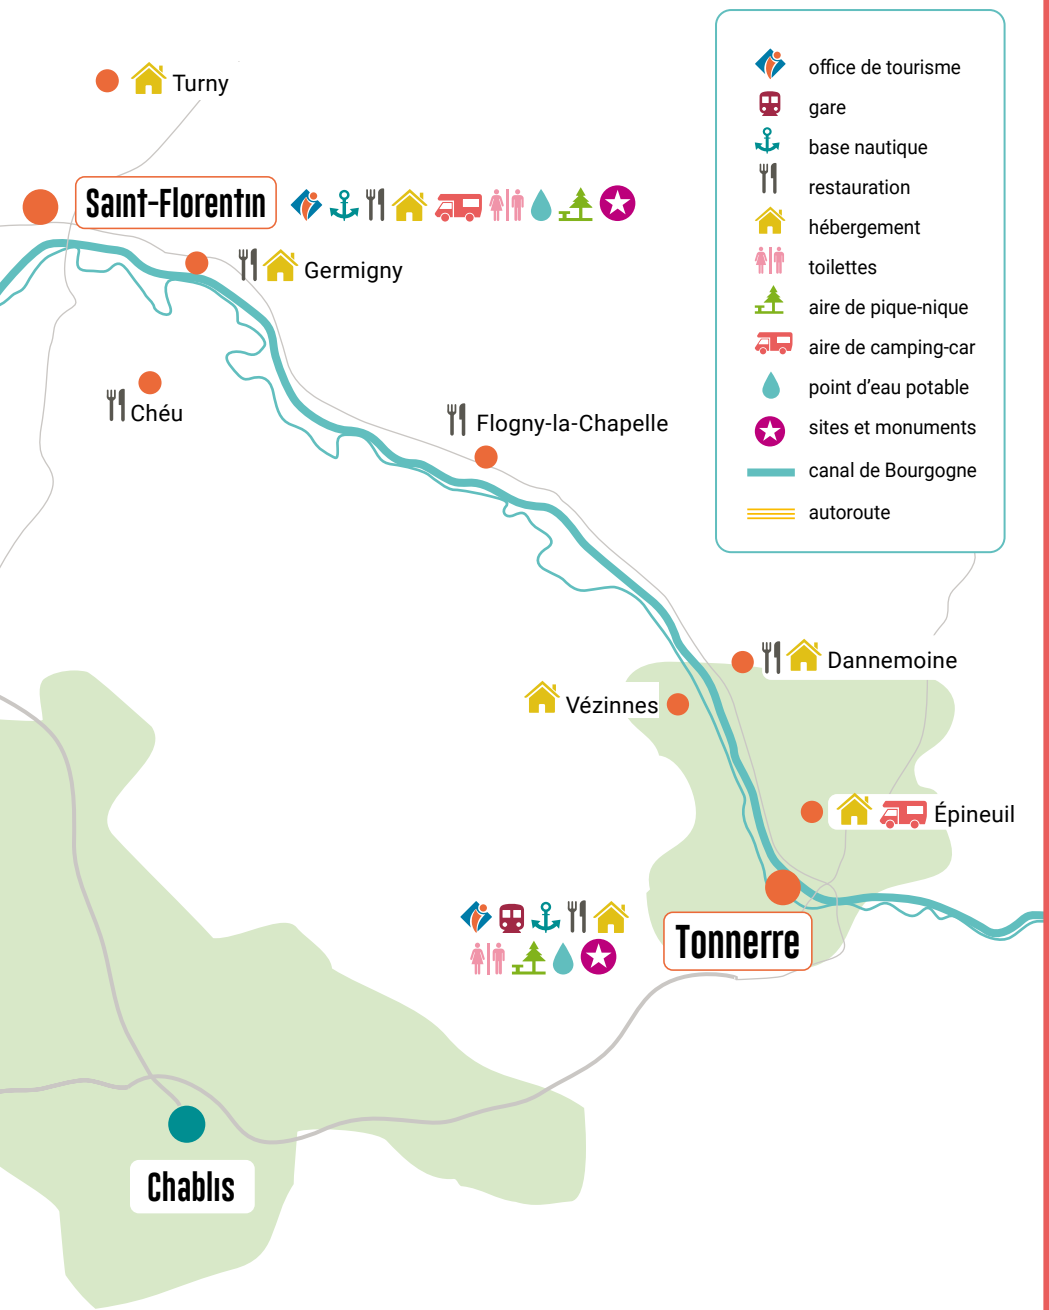 Turny
Saint-Florentin
Germigny
Chéu
Flogny-la-Chapelle
office de tourisme
gare
base nautique
restauration
hébergement
toilettes
aire de pique-nique
aire de camping-car
point d'eau potable
sites et monuments
canal de Bourgogne
autoroute
Dannemoine
Vézinnes
Épineuil
Tonnerre
Chablis